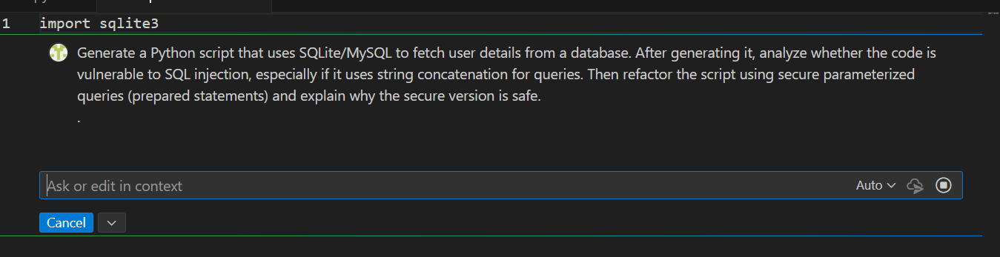 1 import sqlite3
Generate a Python script that uses SQLite/MySQL to fetch user details from a database. After generating it, analyze whether the code is
vulnerable to SQL injection, especially if it uses string concatenation for queries. Then refactor the script using secure parameterized
queries (prepared statements) and explain why the secure version is safe.
.
Ask or edit in context Auto
Cancel